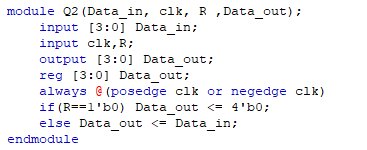 module Q2(Data_in, clk, R ,Data_out);
input [3:0] Data_in;
input clk,R;
output [3:0] Data_out;
reg [3:0] Data_out;
always @(posedge clk or negedge clk)
if(R==1'b0) Data_out <= 4'b0;
else Data_out <= Data_in;
endmodule